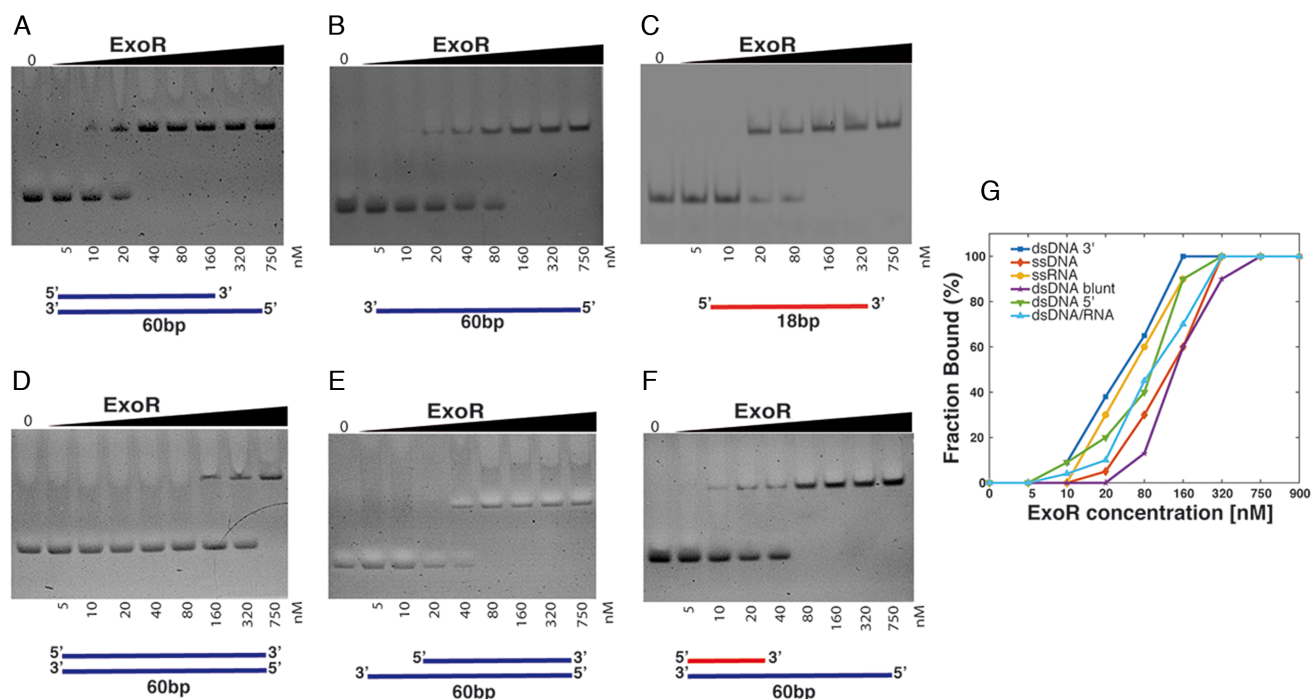 A
ExoR
0
5 10 20 40 80 160 320 750 nM
5’ 3’
3’ 5’
60bp
B
ExoR
0
5 10 20 40 80 160 320 750 nM
3’ 5’
60bp
C
ExoR
0
5 10 20 80 160 320 750 nM
5’ 3’
18bp
D
ExoR
0
5 10 20 40 80 160 320 750 nM
5’ 3’
3’ 5’
60bp
E
ExoR
0
5 10 20 40 80 160 320 750 nM
5’ 3’
3’ 5’
60bp
F
ExoR
0
5 10 20 40 80 160 320 750 nM
5’ 3’
3’ 5’
60bp
G
dsDNA 3'
ssDNA
ssRNA
dsDNA blunt
dsDNA 5'
dsDNA/RNA
Fraction Bound (%)
100
80
60
40
20
0
0 5 10 20 80 160 320 750 900
ExoR concentration [nM]